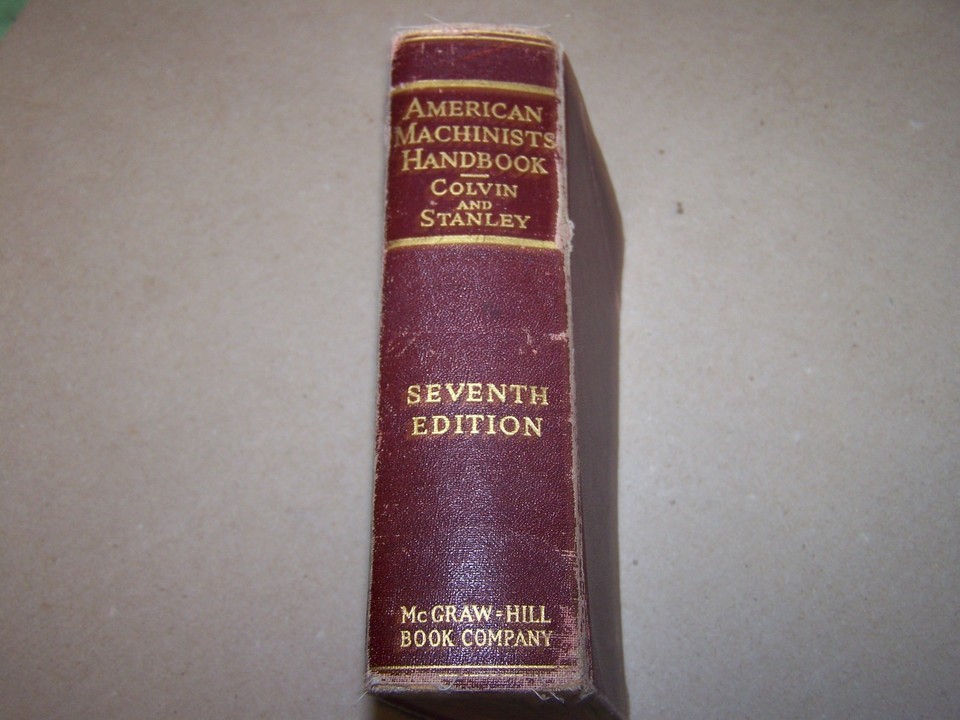 AMERICAN
MACHINISTS
HANDBOOK
COLVIN
AND
STANLEY
SEVENTH
EDITION
McGRAW-HILL
BOOK COMPANY